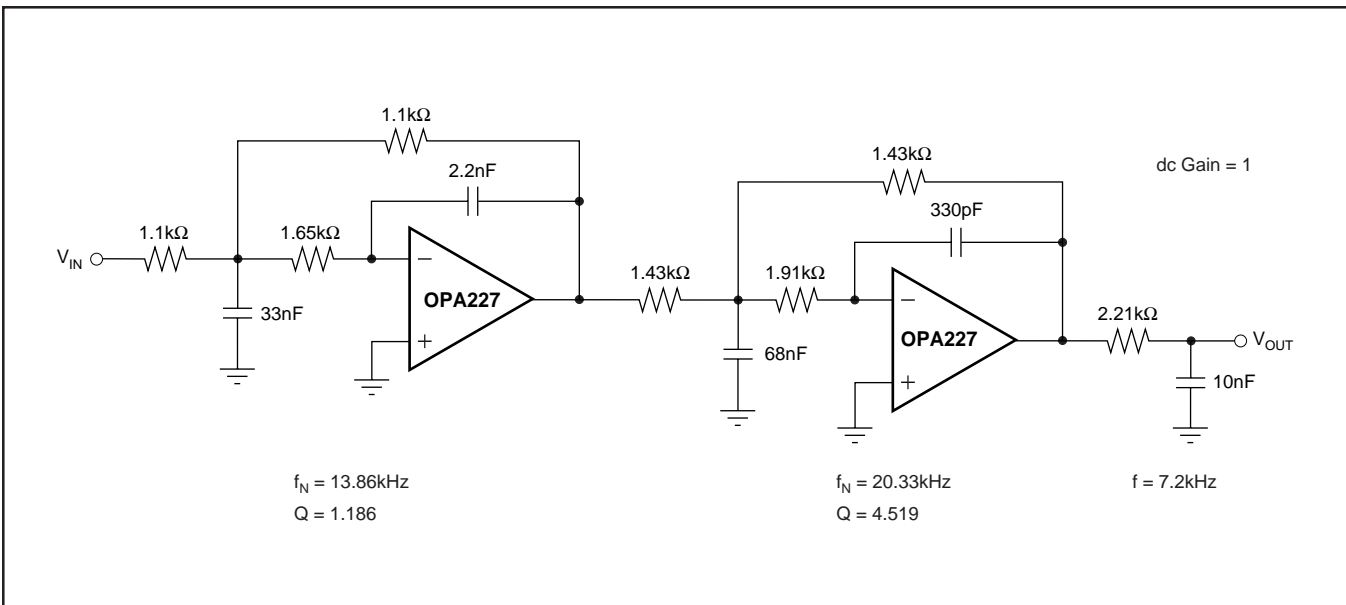 1.1kΩ
2.2nF
1.1kΩ
1.65kΩ
V_IN
33nF
−
+
OPA227
1.43kΩ
dc Gain = 1
330pF
1.43kΩ
1.91kΩ
68nF
−
+
OPA227
2.21kΩ
V_OUT
10nF
f_N = 13.86kHz
Q = 1.186
f_N = 20.33kHz
Q = 4.519
f = 7.2kHz